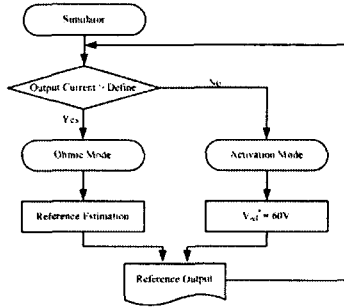 Simulator
Output Current > Define
No
Yes
Ohmic Mode
Activation Mode
Reference Estimation
V_ref* = 60V
Reference Output